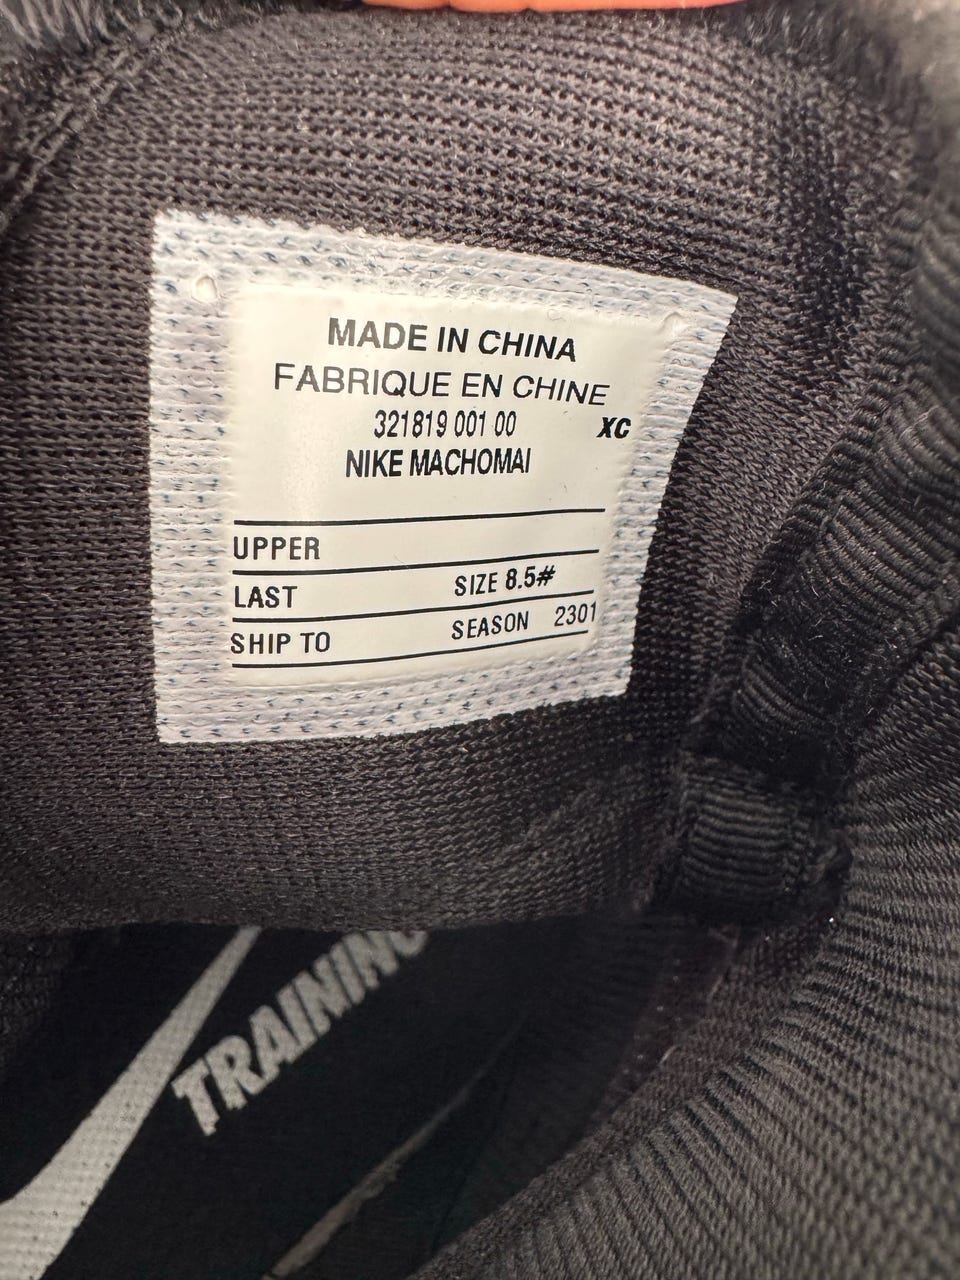 MADE IN CHINA
FABRIQUE EN CHINE
321819 001 00 XC
NIKE MACHOMAI
UPPER
LAST SIZE 8.5#
SHIP TO SEASON 2301
TRAINING